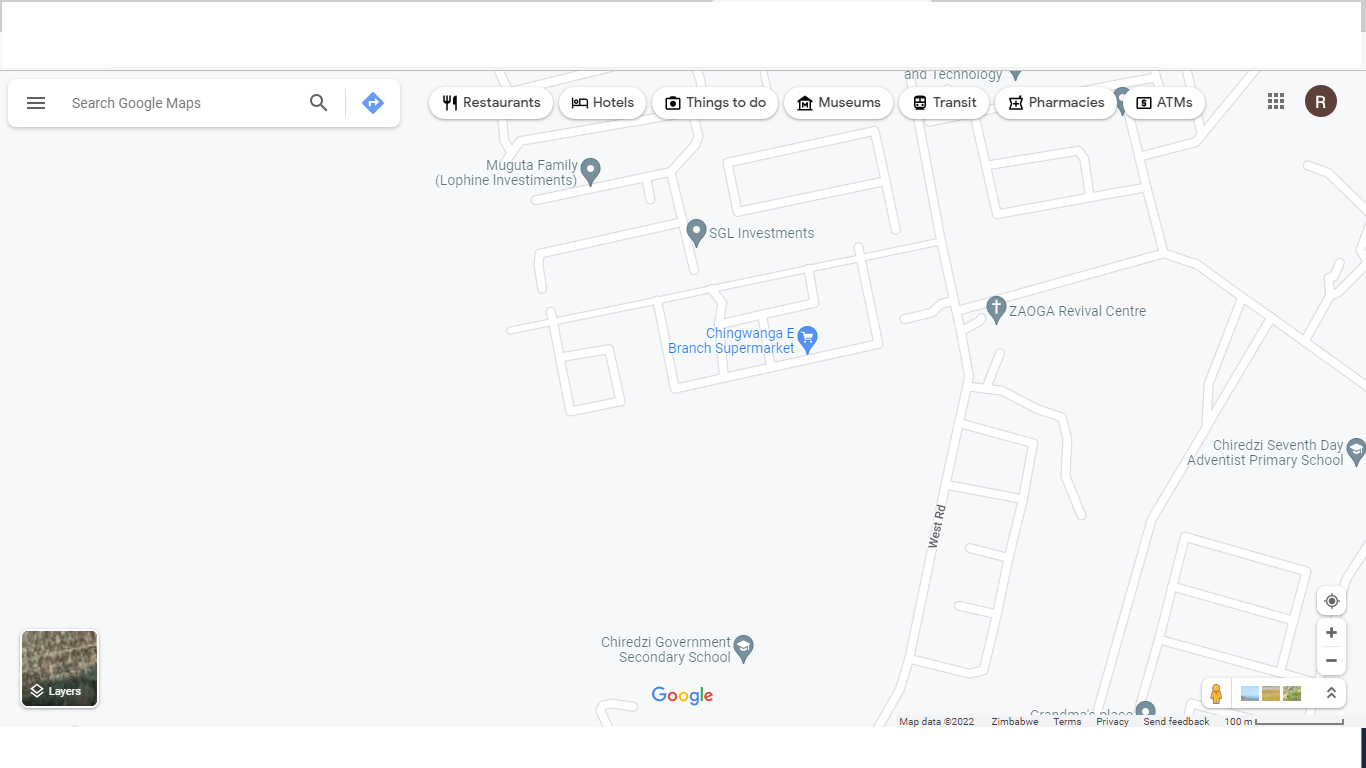 and Technology
Search Google Maps
Restaurants
Hotels
Things to do
Museums
Transit
Pharmacies
ATMs
R
Muguta Family
(Lophine Investiments)
SGL Investments
ZAOGA Revival Centre
Chingwanga E
Branch Supermarket
Chiredzi Seventh Day
Adventist Primary School
West Rd
Chiredzi Government
Secondary School
Layers
Google
Grandma's place
Map data ©2022
Zimbabwe
Terms
Privacy
Send feedback
100 m